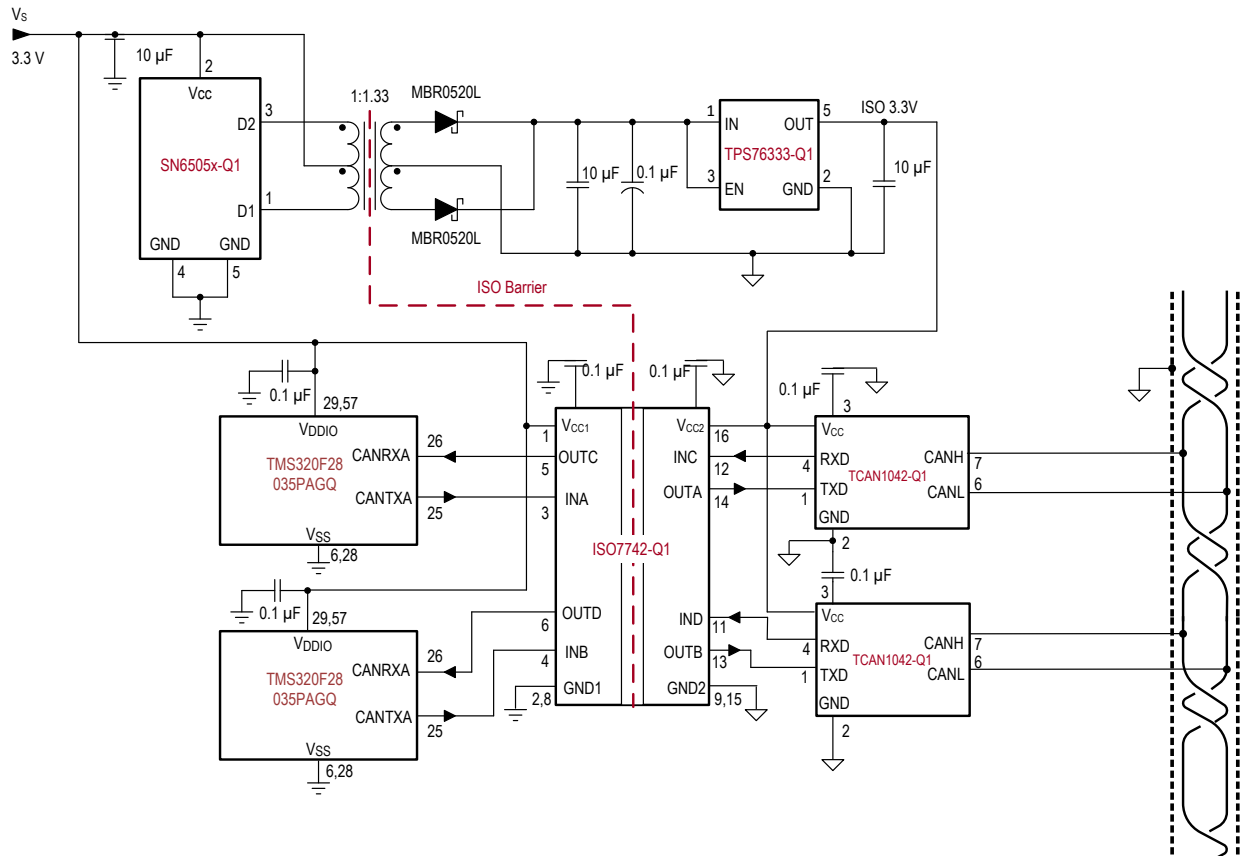 VS
3.3 V
10 µF
2
Vcc
3
D2
SN6505x-Q1
D1
1
GND
GND
4
5
1:1.33
MBR0520L
MBR0520L
10 µF
0.1 µF
1
IN
OUT
5
TPS76333-Q1
3
EN
GND
2
ISO 3.3V
10 µF
ISO Barrier
0.1 µF
29,57
VDDIO
TMS320F28
035PAGQ
CANRXA
26
CANTXA
25
VSS
6,28
0.1 µF
29,57
VDDIO
TMS320F28
035PAGQ
CANRXA
26
CANTXA
25
VSS
6,28
0.1 µF
0.1 µF
VCC1
1
OUTC
5
INA
3
ISO7742-Q1
OUTD
6
INB
4
GND1
2,8
VCC2
16
INC
12
OUTA
14
IND
11
OUTB
13
GND2
9,15
0.1 µF
3
VCC
RXD
4
TXD
1
GND
2
TCAN1042-Q1
CANH
7
CANL
6
0.1 µF
3
VCC
RXD
4
TXD
1
GND
2
TCAN1042-Q1
CANH
7
CANL
6